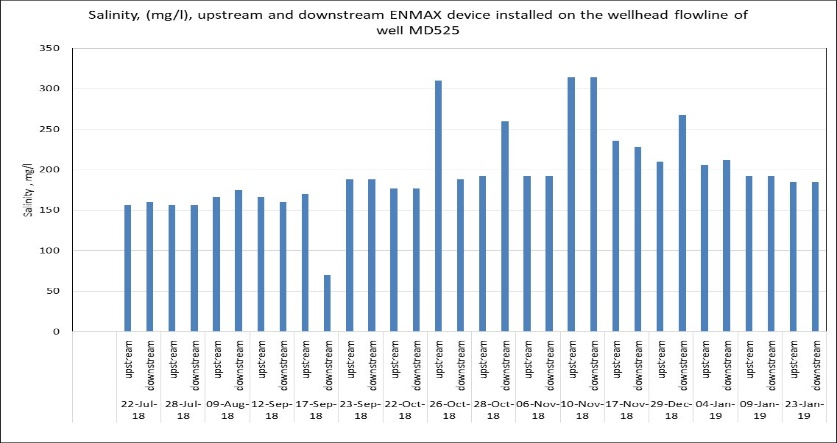 Salinity, (mg/l), upstream and downstream ENMAX device installed on the wellhead flowline of
well MD525
350
300
250
200
150
100
50
0
Salinity , mg/l
upstream downstream upstream downstream upstream downstream upstream downstream upstream downstream upstream downstream upstream downstream upstream downstream upstream downstream upstream downstream upstream downstream upstream downstream upstream downstream upstream downstream upstream downstream upstream downstream
22-Jul- 28-Jul- 09-Aug- 12-Sep- 17-Sep- 23-Sep- 22-Oct- 26-Oct- 28-Oct- 06-Nov- 10-Nov- 17-Nov- 29-Dec- 04-Jan- 09-Jan- 23-Jan-
18 18 18 18 18 18 18 18 18 18 18 18 18 19 19 19